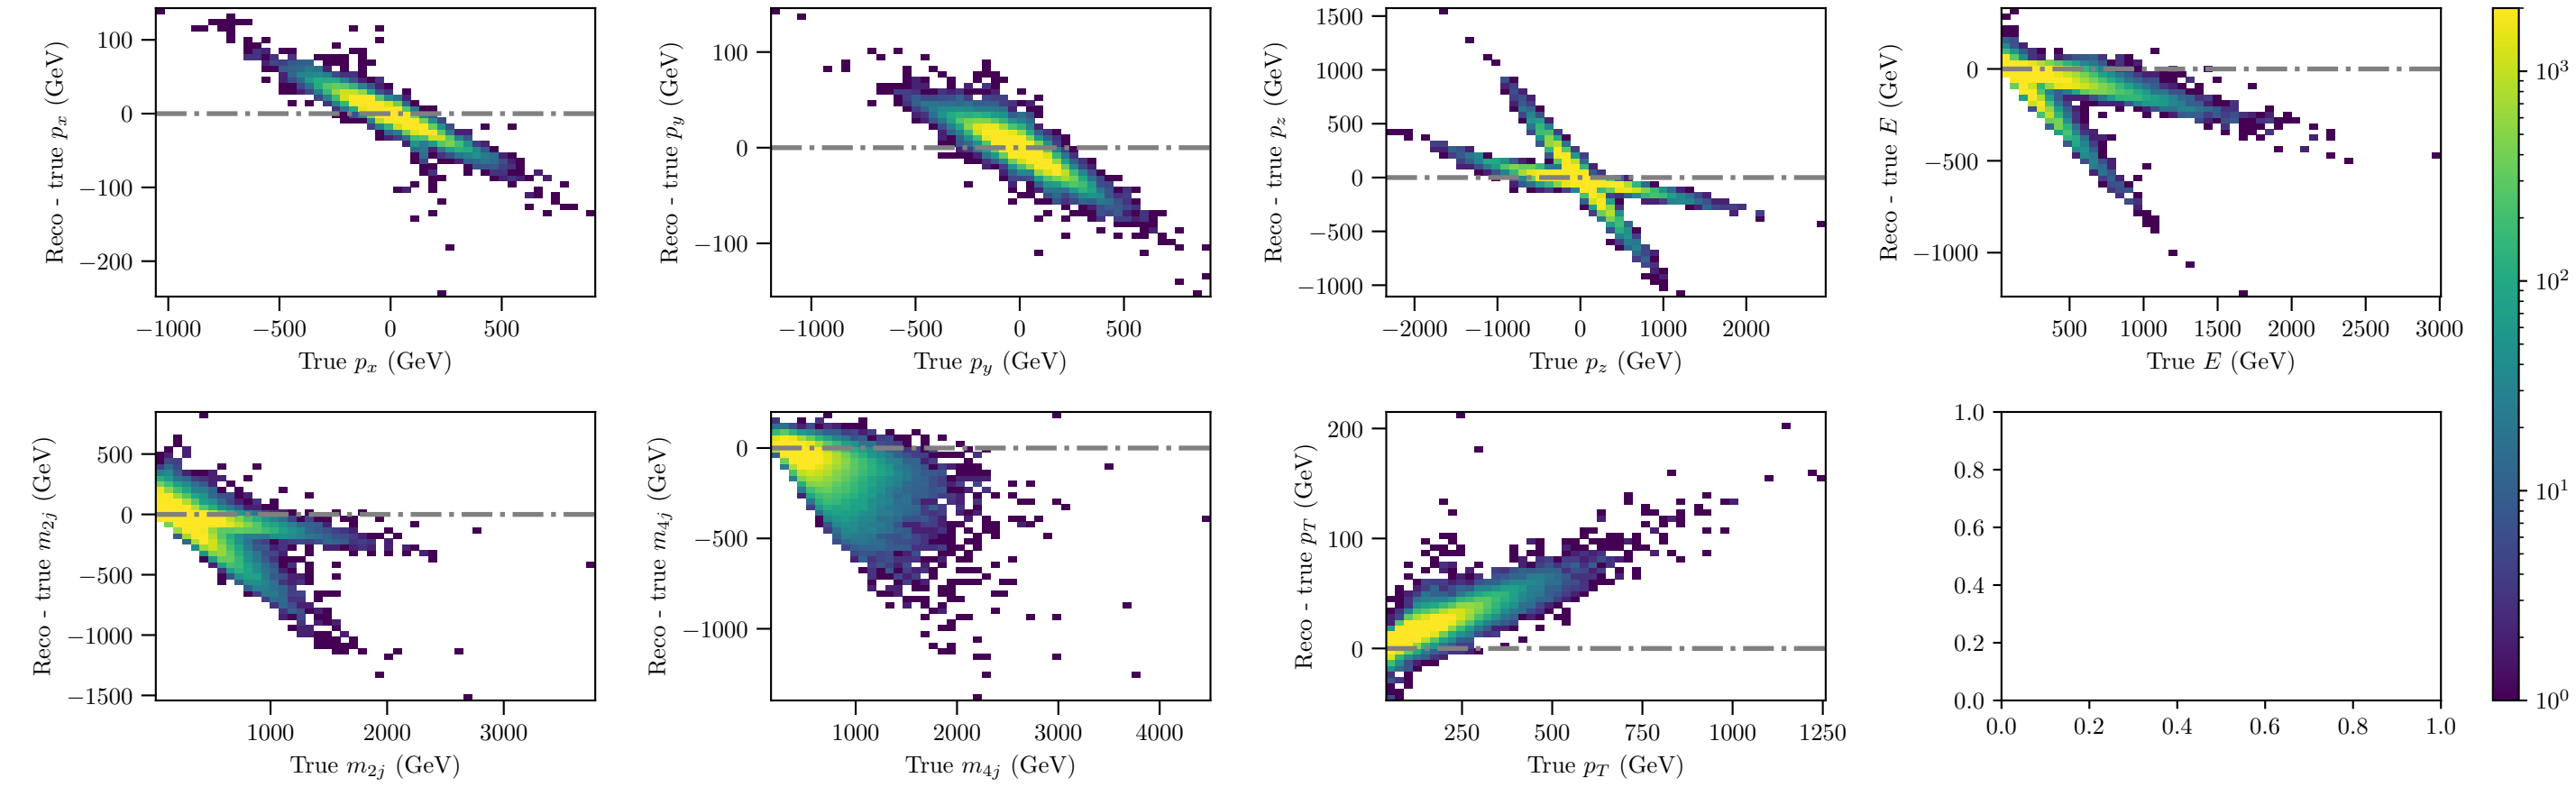 Reco - true p_x (GeV)
100
0
−100
−200
−1000 −500 0 500
True p_x (GeV)
Reco - true p_y (GeV)
100
0
−100
−1000 −500 0 500
True p_y (GeV)
Reco - true p_z (GeV)
1500
1000
500
0
−500
−1000
−2000 −1000 0 1000 2000
True p_z (GeV)
Reco - true E (GeV)
0
−500
−1000
500 1000 1500 2000 2500 3000
True E (GeV)
10^3
10^2
10^1
10^0
Reco - true m_{2j} (GeV)
500
0
−500
−1000
−1500
1000 2000 3000
True m_{2j} (GeV)
Reco - true m_{4j} (GeV)
0
−500
−1000
1000 2000 3000 4000
True m_{4j} (GeV)
Reco - true p_T (GeV)
200
100
0
250 500 750 1000 1250
True p_T (GeV)
1.0
0.8
0.6
0.4
0.2
0.0
0.0 0.2 0.4 0.6 0.8 1.0